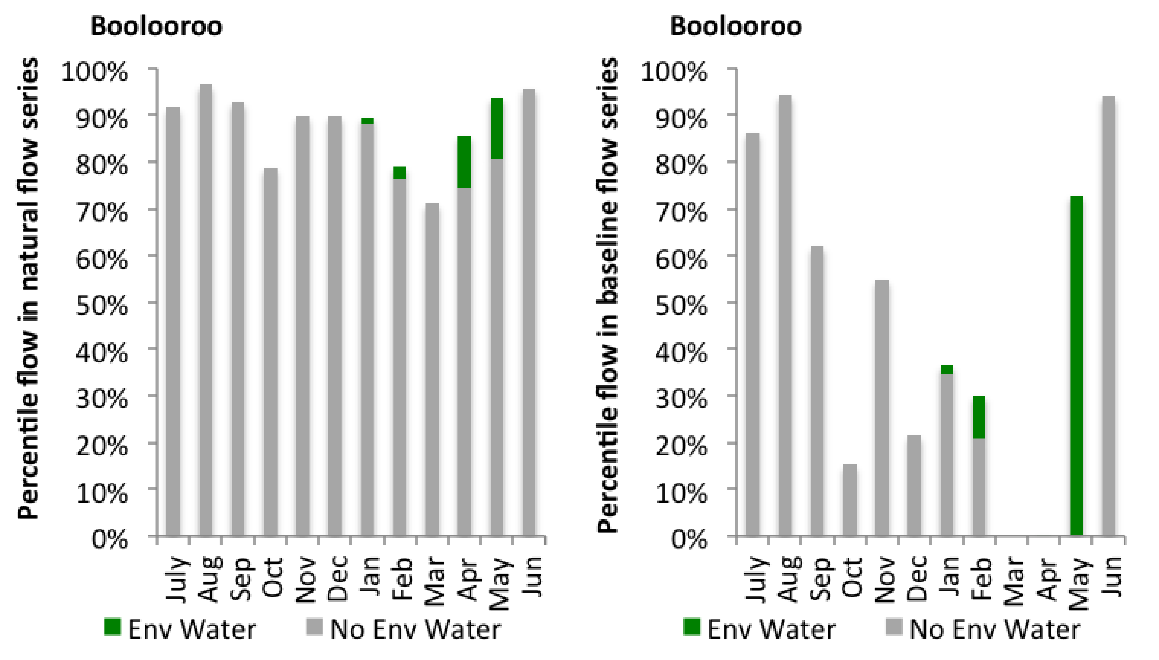 Boolooroo
Percentile flow in natural flow series
100%
90%
80%
70%
60%
50%
40%
30%
20%
10%
0%
July Aug Sep Oct Nov Dec Jan Feb Mar Apr May Jun
Env Water No Env Water
Boolooroo
Percentile flow in baseline flow series
100%
90%
80%
70%
60%
50%
40%
30%
20%
10%
0%
July Aug Sep Oct Nov Dec Jan Feb Mar Apr May Jun
Env Water No Env Water